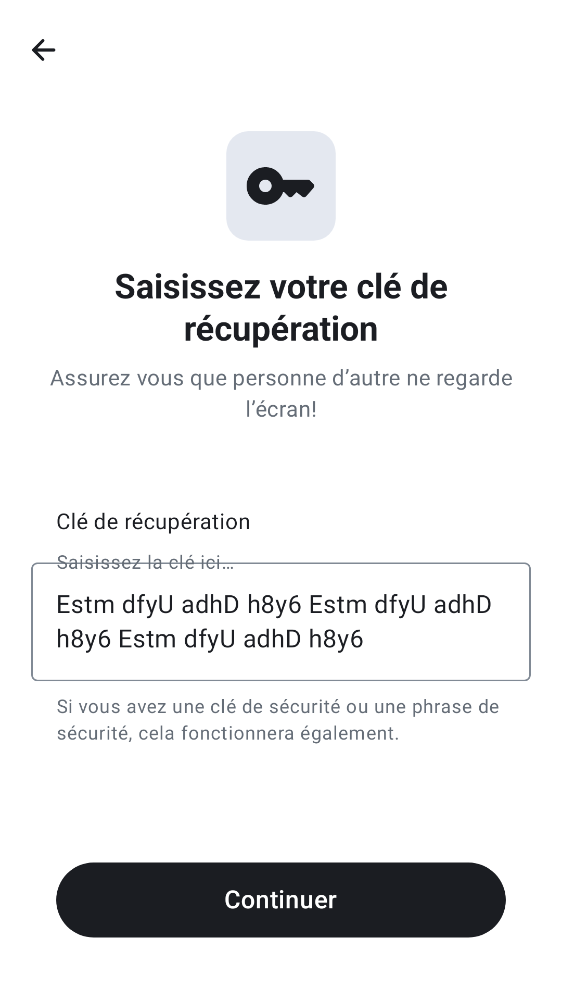 Saisissez votre clé de
récupération
Assurez vous que personne d’autre ne regarde
l’écran!
Clé de récupération
Saisissez la clé ici…
Estm dfyU adhD h8y6 Estm dfyU adhD
h8y6 Estm dfyU adhD h8y6
Si vous avez une clé de sécurité ou une phrase de
sécurité, cela fonctionnera également.
Continuer